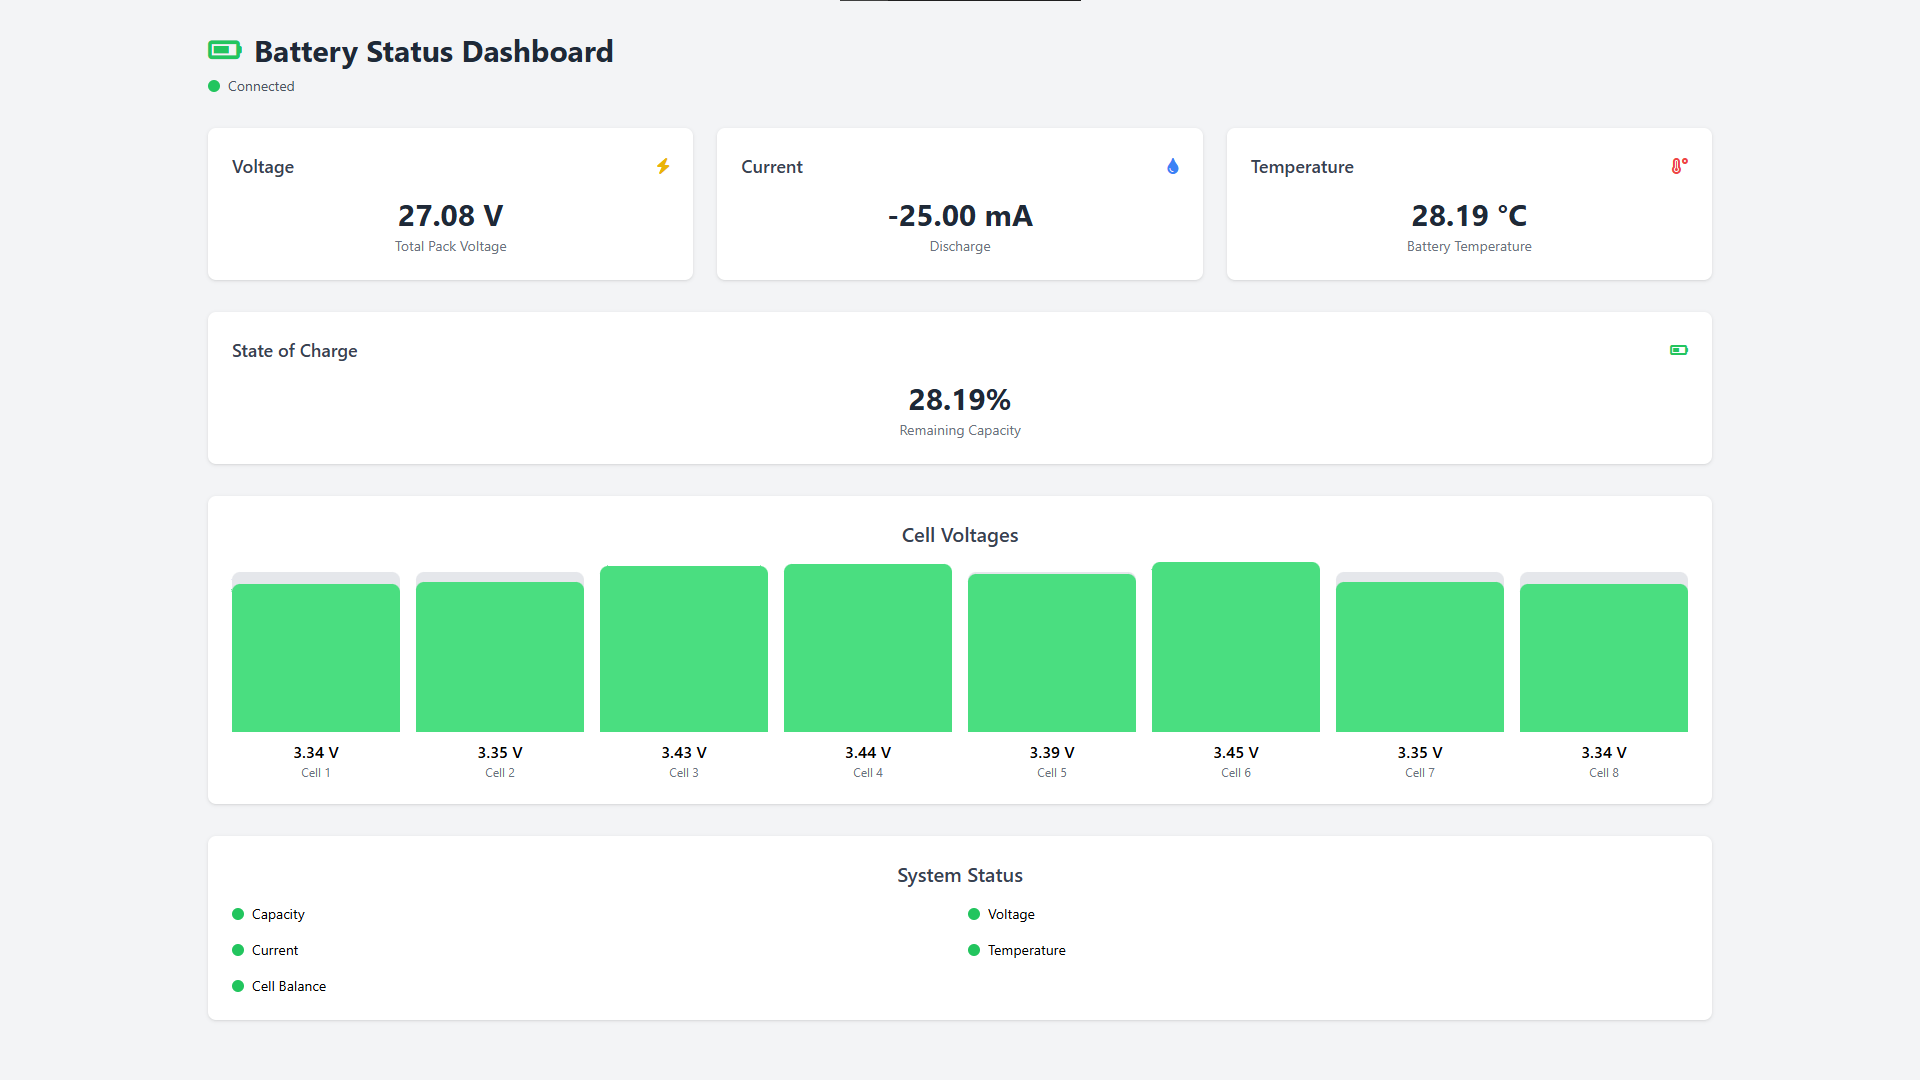 Battery Status Dashboard
Connected
Voltage
27.08 V
Total Pack Voltage
Current
-25.00 mA
Discharge
Temperature
28.19 °C
Battery Temperature
State of Charge
28.19%
Remaining Capacity
Cell Voltages
3.34 V
Cell 1
3.35 V
Cell 2
3.43 V
Cell 3
3.44 V
Cell 4
3.39 V
Cell 5
3.45 V
Cell 6
3.35 V
Cell 7
3.34 V
Cell 8
System Status
Capacity
Voltage
Current
Temperature
Cell Balance